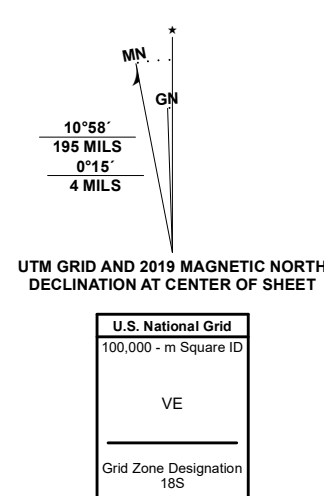 ★
MN
GN
10°58´
195 MILS
0°15´
4 MILS
UTM GRID AND 2019 MAGNETIC NORTH
DECLINATION AT CENTER OF SHEET
U.S. National Grid
100,000 - m Square ID
VE
Grid Zone Designation
18S